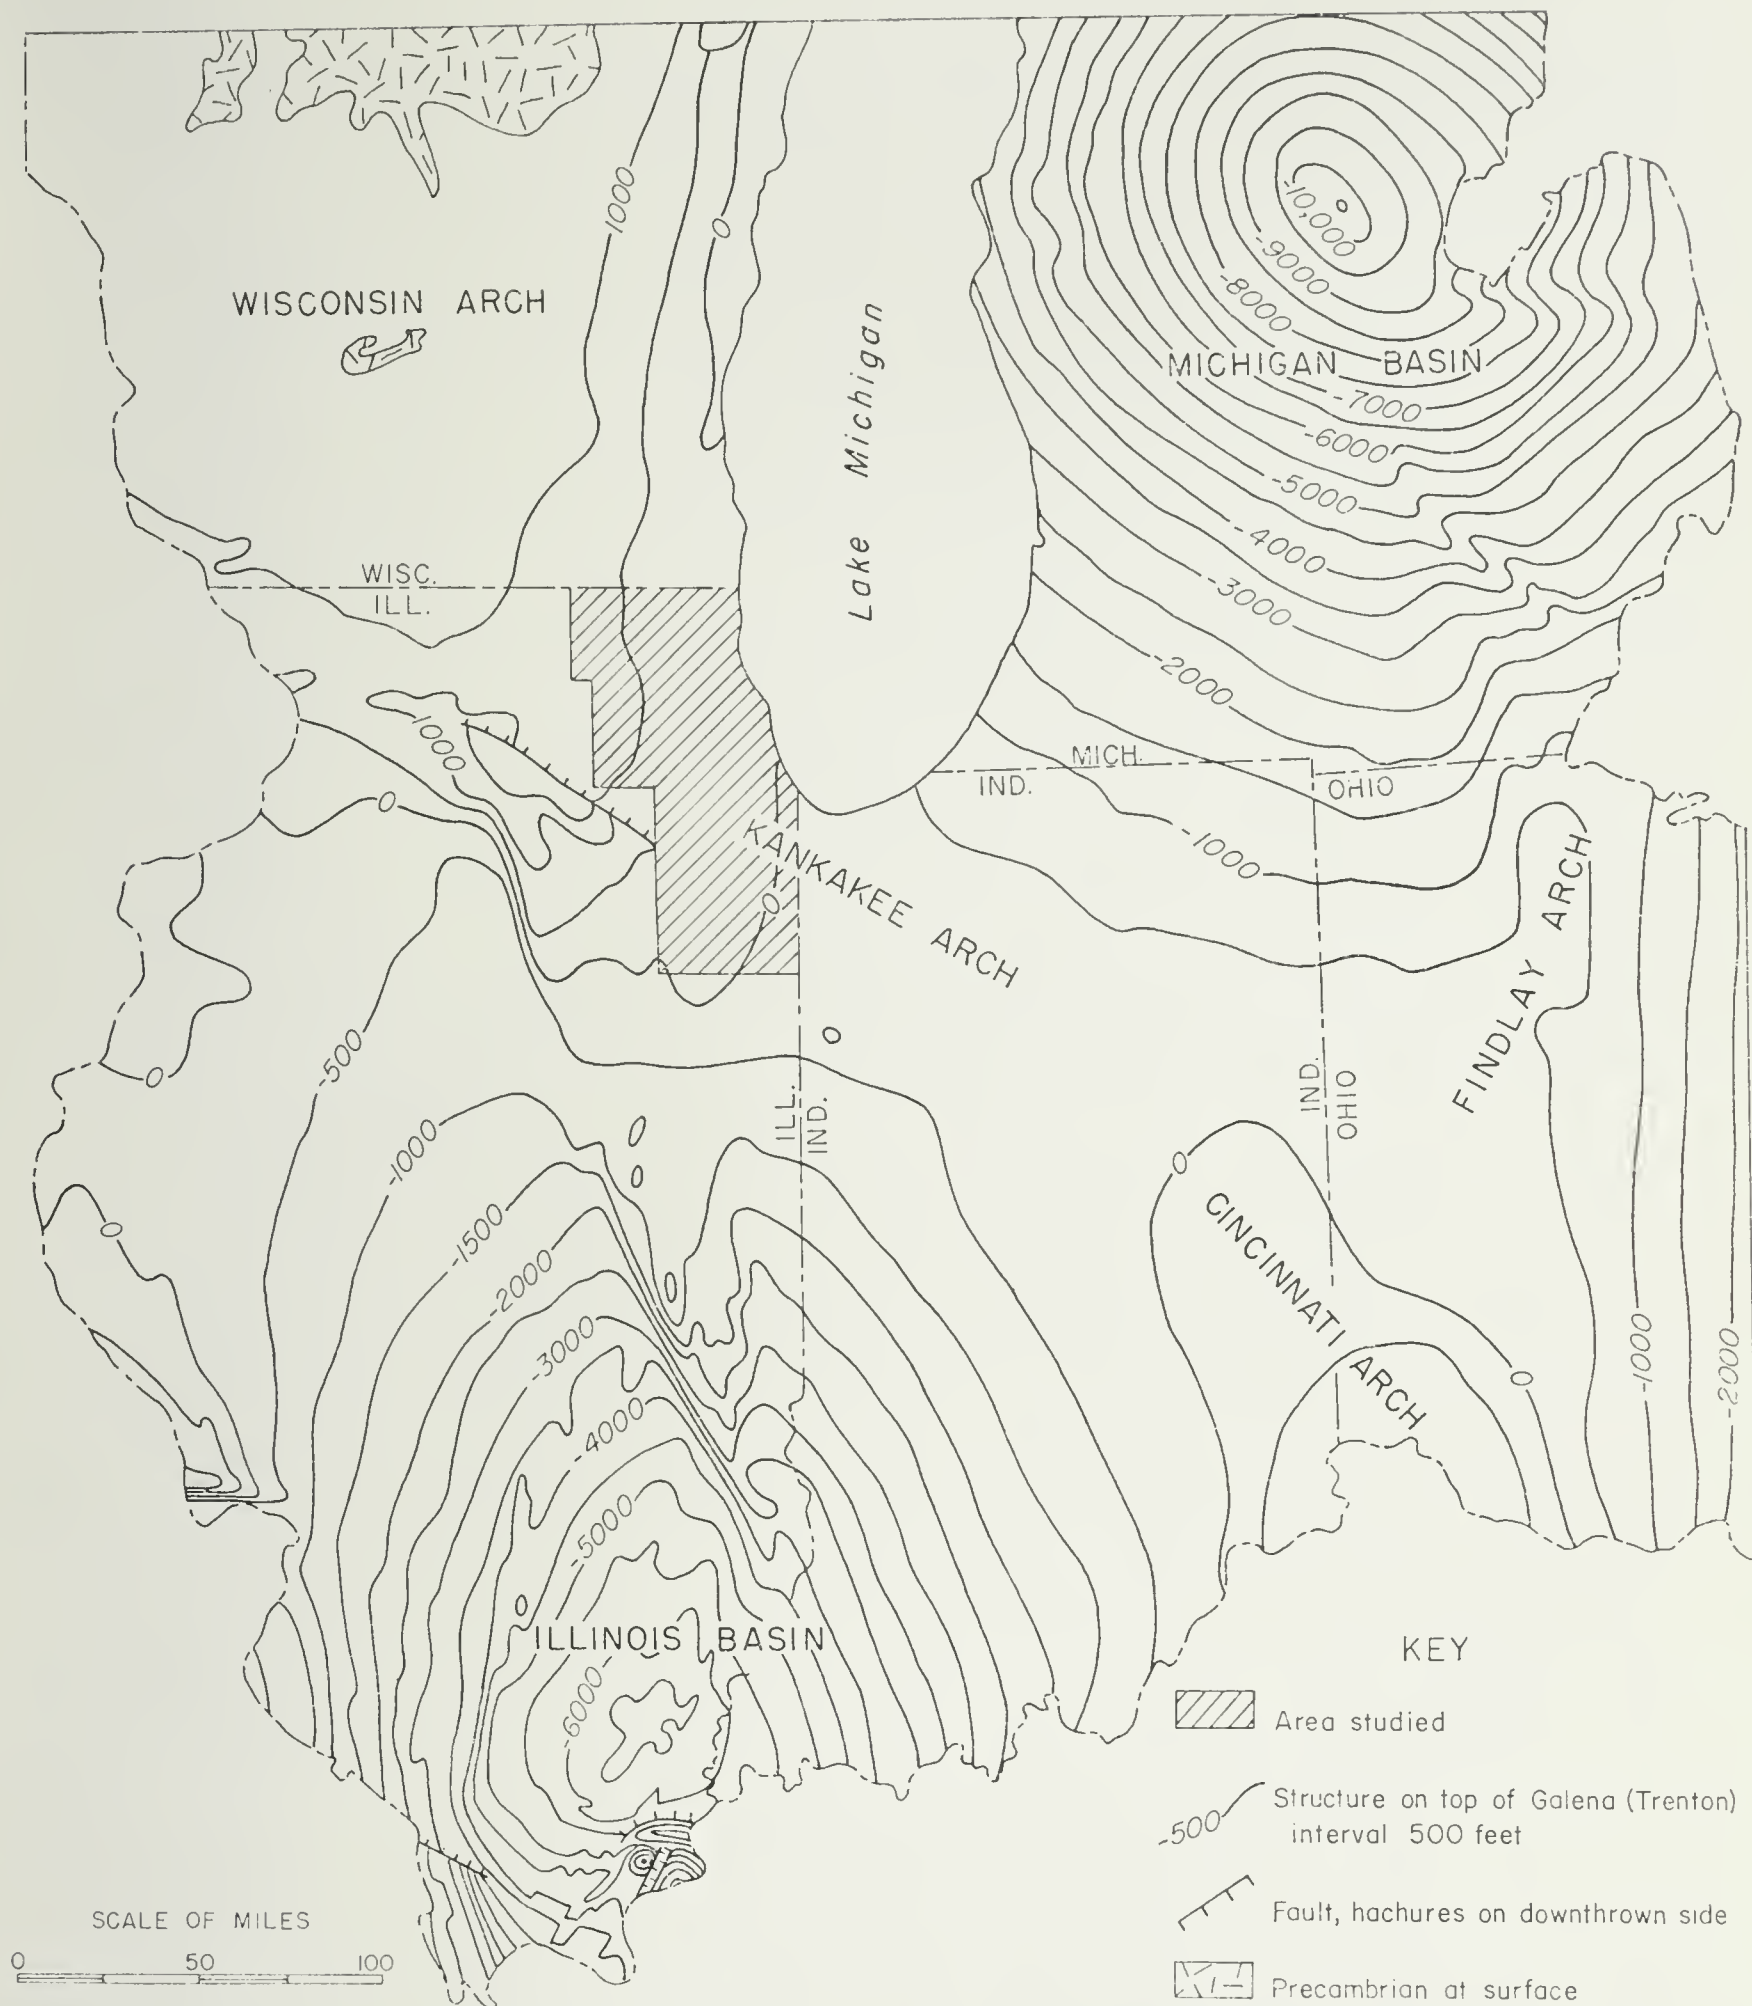 1000
0
-10,000
-9000
-8000
WISCONSIN ARCH
Lake Michigan
MICHIGAN BASIN
-7000
-6000
-5000
-4000
-3000
WISC.
ILL.
-2000
1000
MICH.
IND.
OHIO
0
KANKAKEE ARCH
-1000
0
FINDLAY ARCH
-500
0
IND.
OHIO
ILL.
IND.
-1000
0
0
-1500
CINCINNATI ARCH
-2000
-3000
0
-1000
-2000
-4000
-5000
ILLINOIS BASIN
-6000
KEY
Area studied
-500
Structure on top of Galena (Trenton)
interval 500 feet
Fault, hachures on downthrown side
Precambrian at surface
SCALE OF MILES
0 50 100